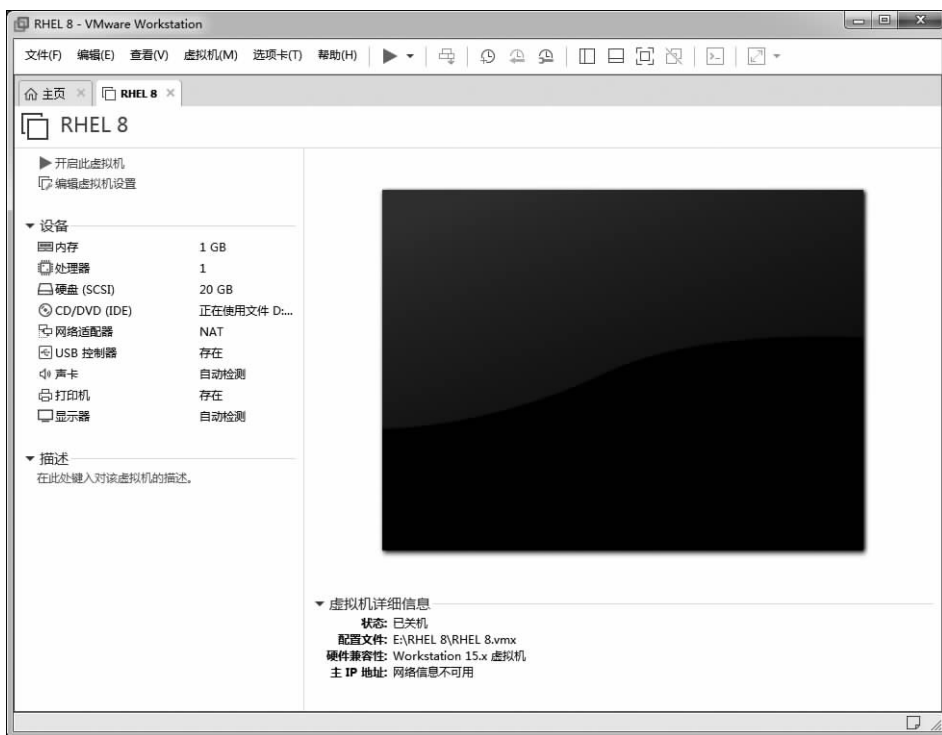 RHEL 8 - VMware Workstation
文件(F) 编辑(E) 查看(V) 虚拟机(M) 选项卡(T) 帮助(H)
主页 RHEL 8
RHEL 8
开启此虚拟机
编辑虚拟机设置
设备
内存 1 GB
处理器 1
硬盘 (SCSI) 20 GB
CD/DVD (IDE) 正在使用文件 D:...
网络适配器 NAT
USB 控制器 存在
声卡 自动检测
打印机 存在
显示器 自动检测
描述
在此处键入对该虚拟机的描述。
虚拟机详细信息
状态: 已关机
配置文件: E:\RHEL 8\RHEL 8.vmx
硬件兼容性: Workstation 15.x 虚拟机
主 IP 地址: 网络信息不可用